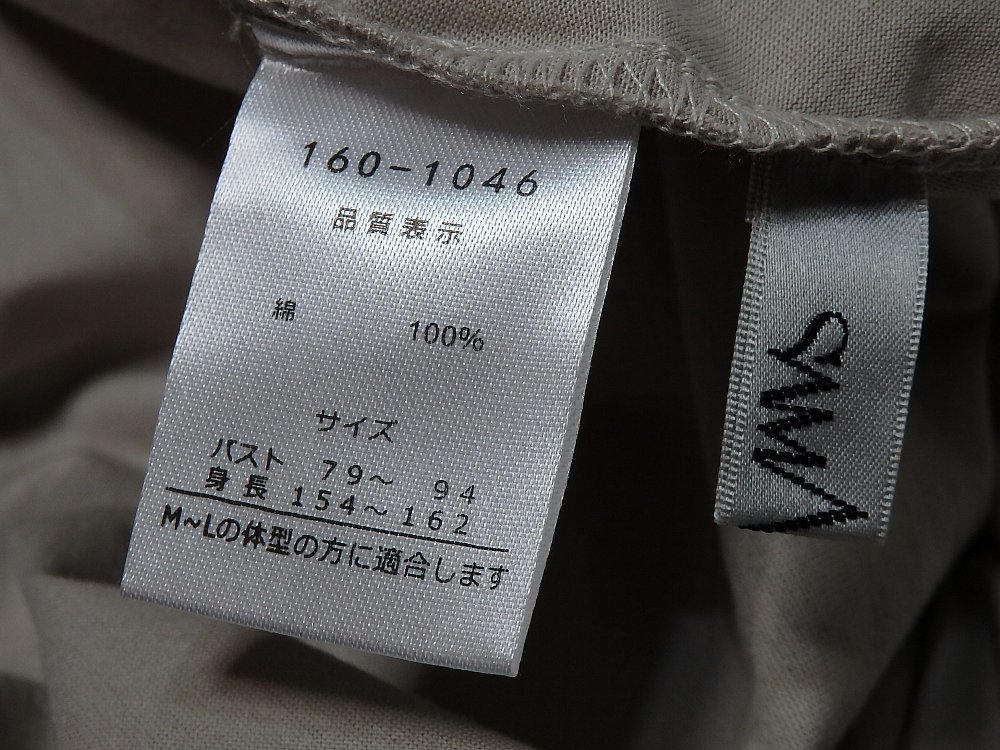 160-1046
品質表示
綿 100%
サイズ
バスト 79～ 94
身長 154～162
M~Lの体型の方に適合します